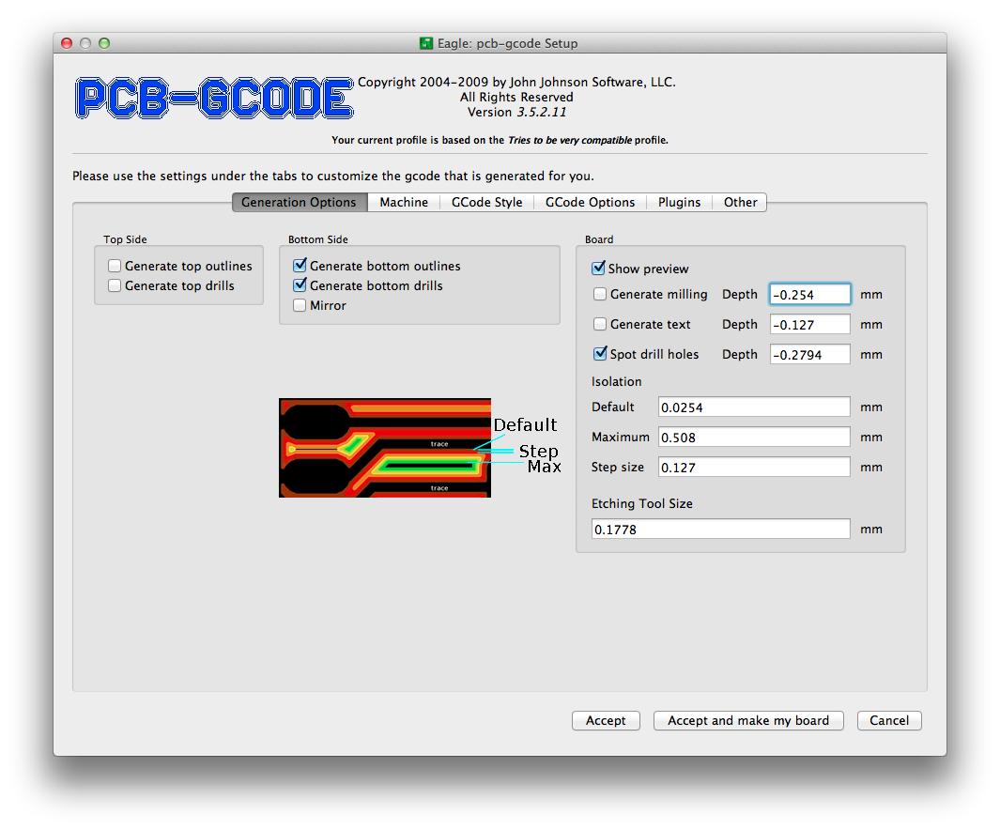 Eagle: pcb-gcode Setup
PCB-GCODE
Copyright 2004-2009 by John Johnson Software, LLC.
All Rights Reserved
Version 3.5.2.11
Your current profile is based on the Tries to be very compatible profile.
Please use the settings under the tabs to customize the gcode that is generated for you.
Generation Options Machine GCode Style GCode Options Plugins Other
Top Side
Generate top outlines
Generate top drills
Bottom Side
Generate bottom outlines
Generate bottom drills
Mirror
trace
Default
Step
Max
trace
Board
Show preview
Generate milling Depth -0.254 mm
Generate text Depth -0.127 mm
Spot drill holes Depth -0.2794 mm
Isolation
Default 0.0254 mm
Maximum 0.508 mm
Step size 0.127 mm
Etching Tool Size
0.1778 mm
Accept Accept and make my board Cancel